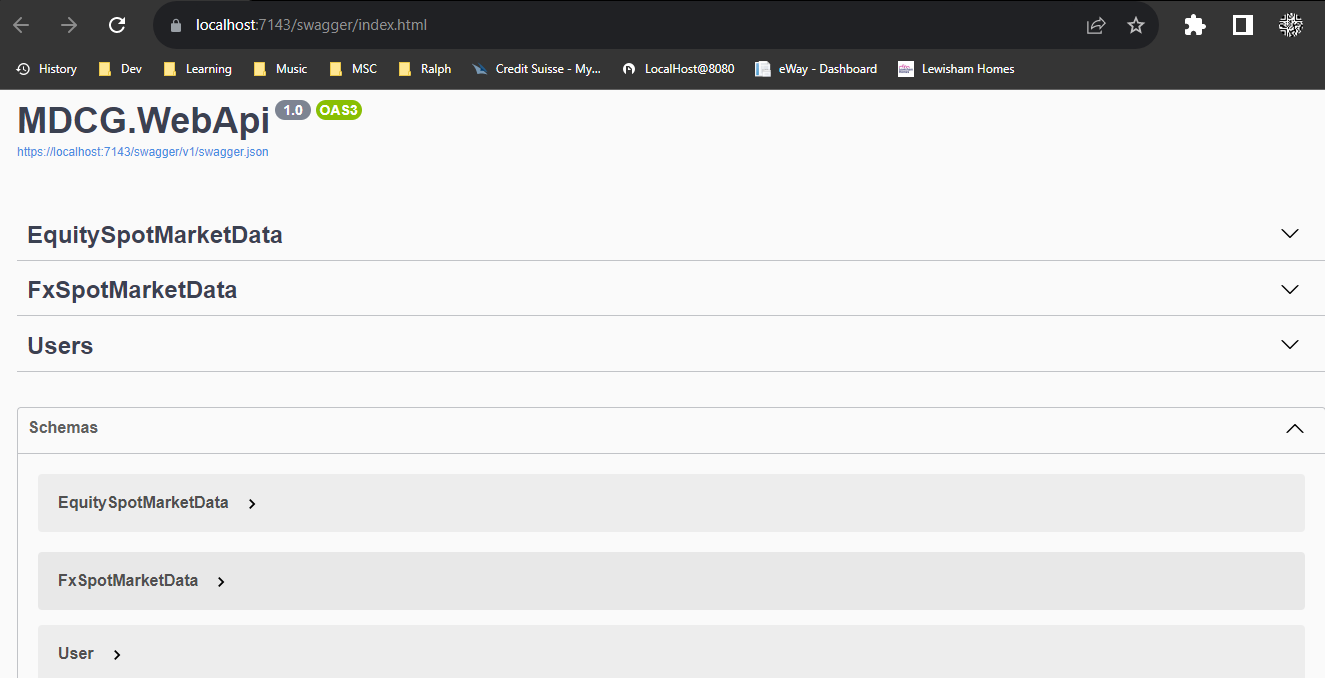 localhost:7143/swagger/index.html
History Dev Learning Music MSC Ralph Credit Suisse - My... LocalHost@8080 eWay - Dashboard Lewisham Homes
MDCG.WebApi 1.0 OAS3
https://localhost:7143/swagger/v1/swagger.json
EquitySpotMarketData
FxSpotMarketData
Users
Schemas
EquitySpotMarketData
FxSpotMarketData
User